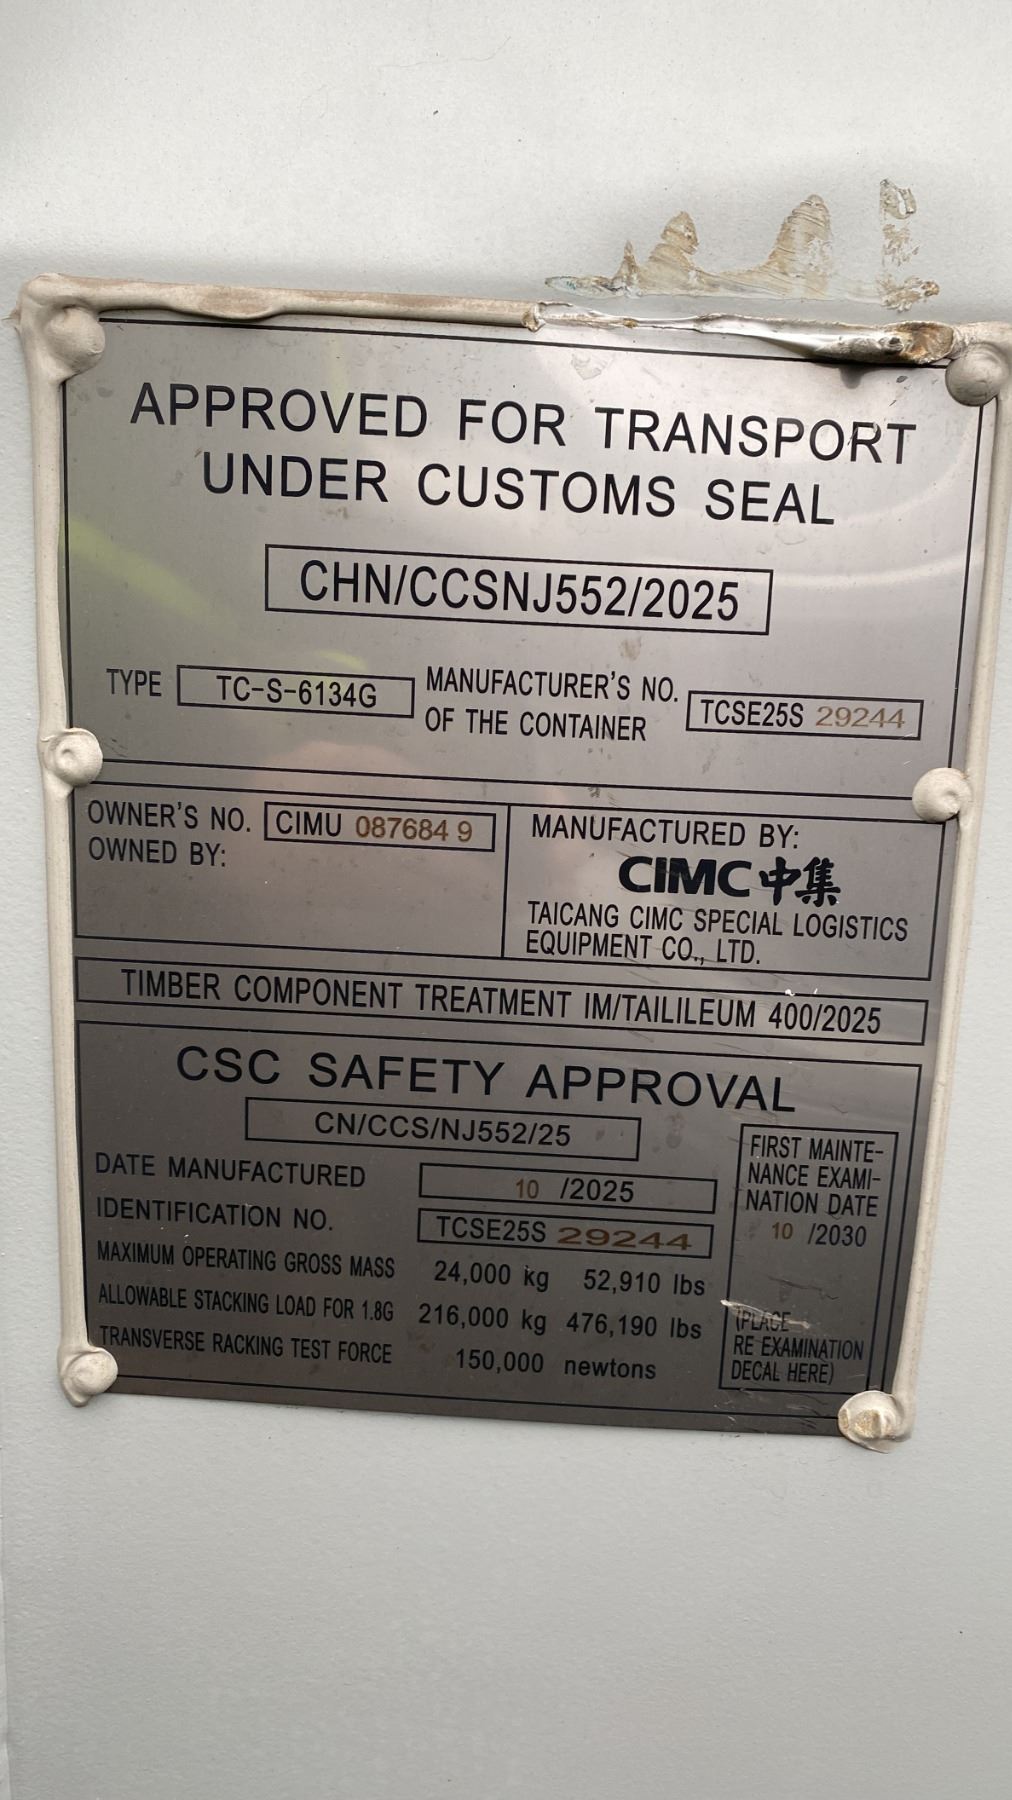 APPROVED FOR TRANSPORT
UNDER CUSTOMS SEAL
CHN/CCSNJ552/2025
TYPE TC-S-6134G
MANUFACTURER'S NO.
OF THE CONTAINER
TCSE25S 29244
OWNER'S NO. CIMU 087684 9
OWNED BY:
MANUFACTURED BY:
CIMC中集
TAICANG CIMC SPECIAL LOGISTICS
EQUIPMENT CO., LTD.
TIMBER COMPONENT TREATMENT IM/TAILILEUM 400/2025
CSC SAFETY APPROVAL
CN/CCS/NJ552/25
DATE MANUFACTURED 10 /2025
IDENTIFICATION NO. TCSE25S 29244
MAXIMUM OPERATING GROSS MASS 24,000 kg 52,910 lbs
ALLOWABLE STACKING LOAD FOR 1.8G 216,000 kg 476,190 lbs
TRANSVERSE RACKING TEST FORCE 150,000 newtons
FIRST MAINTE-
NANCE EXAMI-
NATION DATE
10 /2030
(PLACE
RE EXAMINATION
DECAL HERE)